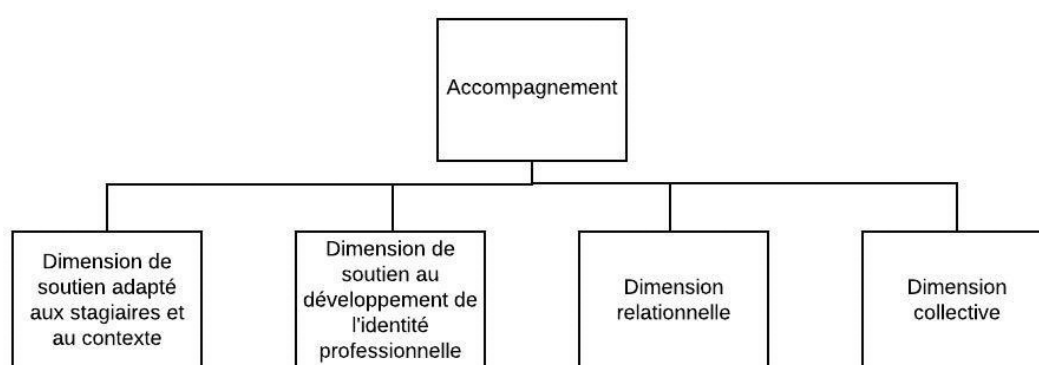 Accompagnement
Dimension de
soutien adapté
aux stagiaires et
au contexte
Dimension de
soutien au
développement de
l'identité
professionnelle
Dimension
relationnelle
Dimension
collective